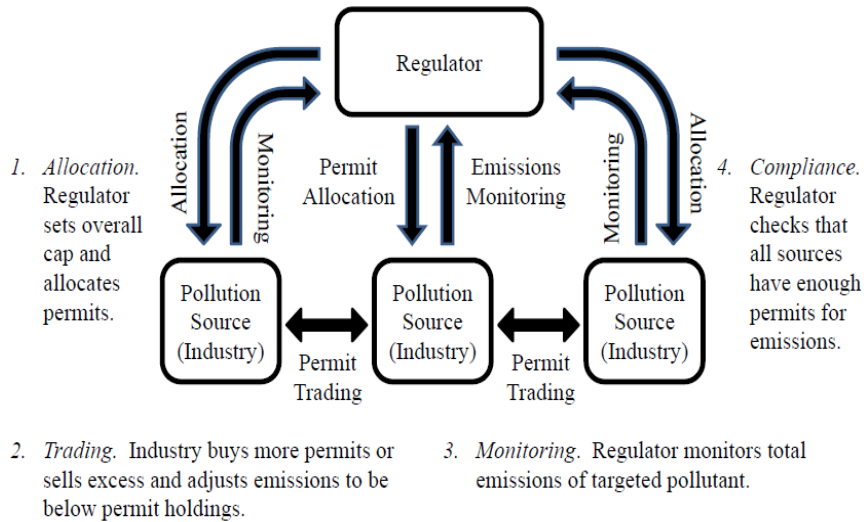 Regulator
Allocation
Monitoring
Permit
Allocation
Emissions
Monitoring
Monitoring
Allocation
1. Allocation.
Regulator
sets overall
cap and
allocates
permits.
4. Compliance.
Regulator
checks that
all sources
have enough
permits for
emissions.
Pollution
Source
(Industry)
Permit
Trading
Pollution
Source
(Industry)
Permit
Trading
Pollution
Source
(Industry)
2. Trading. Industry buys more permits or
sells excess and adjusts emissions to be
below permit holdings.
3. Monitoring. Regulator monitors total
emissions of targeted pollutant.